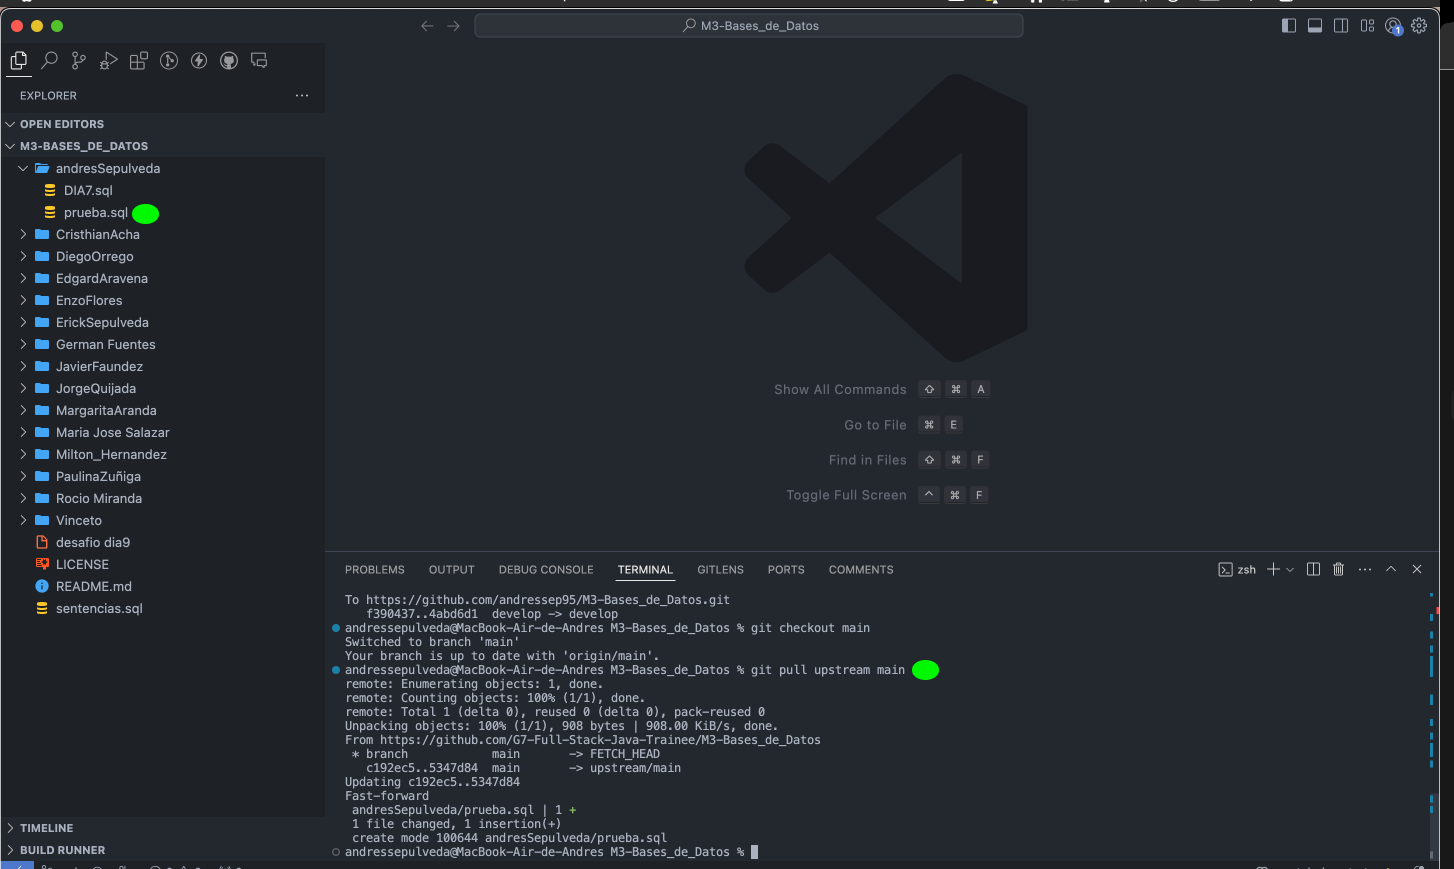 M3-Bases_de_Datos
1
EXPLORER
OPEN EDITORS
M3-BASES_DE_DATOS
andresSepulveda
DIA7.sql
prueba.sql
CristhianAcha
DiegoOrrego
EdgardAravena
EnzoFlores
ErickSepulveda
German Fuentes
JavierFaundez
JorgeQuijada
MargaritaAranda
Maria Jose Salazar
Milton_Hernandez
PaulinaZuñiga
Rocio Miranda
Vinceto
desafio dia9
LICENSE
README.md
sentencias.sql
TIMELINE
BUILD RUNNER
Show All Commands ⇧ ⌘ A
Go to File ⌘ E
Find in Files ⇧ ⌘ F
Toggle Full Screen ^ ⌘ F
PROBLEMS OUTPUT DEBUG CONSOLE TERMINAL GITLENS PORTS COMMENTS zsh
To https://github.com/andressep95/M3-Bases_de_Datos.git
f390437..4abd6d1 develop -> develop
andressepulveda@MacBook-Air-de-Andres M3-Bases_de_Datos % git checkout main
Switched to branch 'main'
Your branch is up to date with 'origin/main'.
andressepulveda@MacBook-Air-de-Andres M3-Bases_de_Datos % git pull upstream main
remote: Enumerating objects: 1, done.
remote: Counting objects: 100% (1/1), done.
remote: Total 1 (delta 0), reused 0 (delta 0), pack-reused 0
Unpacking objects: 100% (1/1), 908 bytes | 908.00 KiB/s, done.
From https://github.com/G7-Full-Stack-Java-Trainee/M3-Bases_de_Datos
* branch main -> FETCH_HEAD
c192ec5..5347d84 main -> upstream/main
Updating c192ec5..5347d84
Fast-forward
andresSepulveda/prueba.sql | 1 +
1 file changed, 1 insertion(+)
create mode 100644 andresSepulveda/prueba.sql
andressepulveda@MacBook-Air-de-Andres M3-Bases_de_Datos %